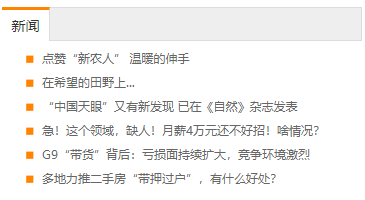 新闻
点赞“新农人” 温暖的伸手
在希望的田野上...
“中国天眼”又有新发现 已在《自然》杂志发表
急！这个领域，缺人！月薪4万元还不好招！啥情况？
G9“带货”背后：亏损面持续扩大，竞争环境激烈
多地力推二手房“带押过户”，有什么好处？